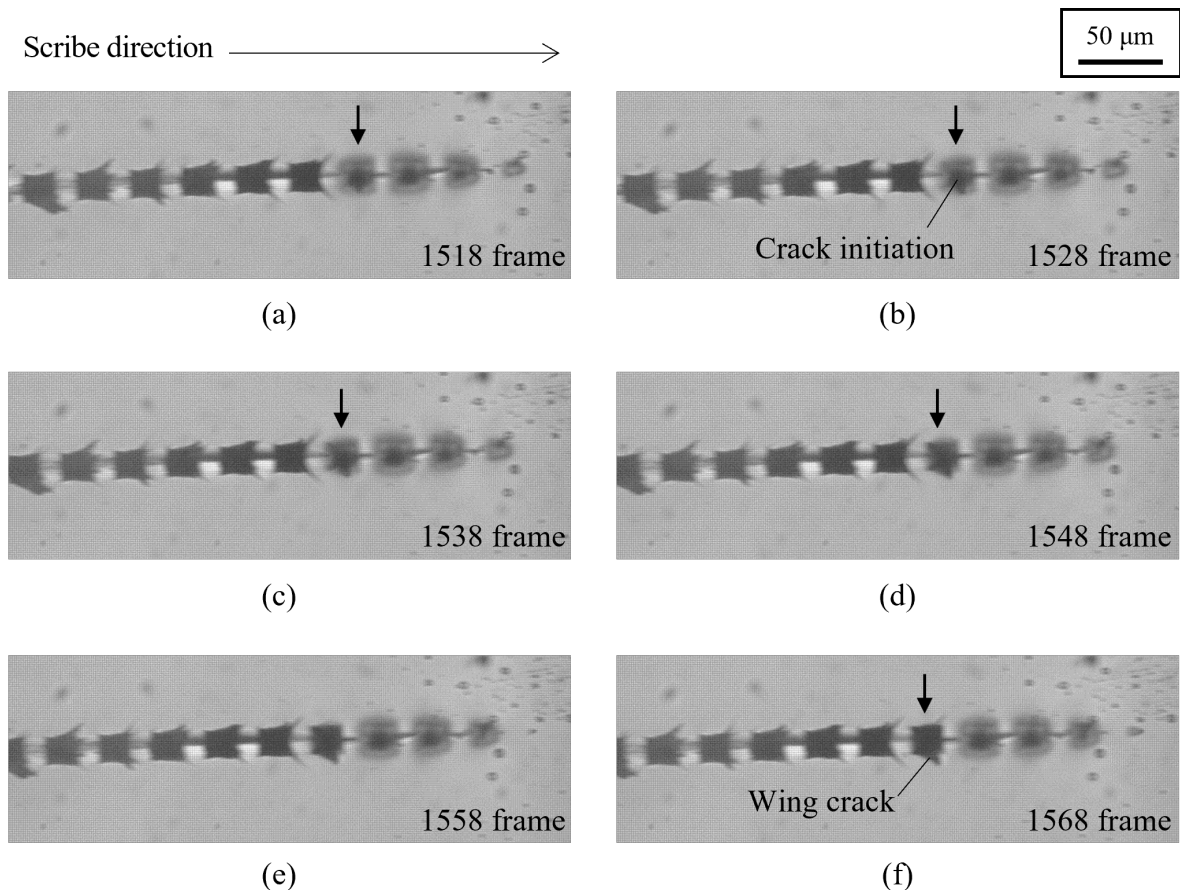 Scribe direction
50 μm
1518 frame
(a)
Crack initiation
1528 frame
(b)
1538 frame
(c)
1548 frame
(d)
1558 frame
(e)
Wing crack
1568 frame
(f)